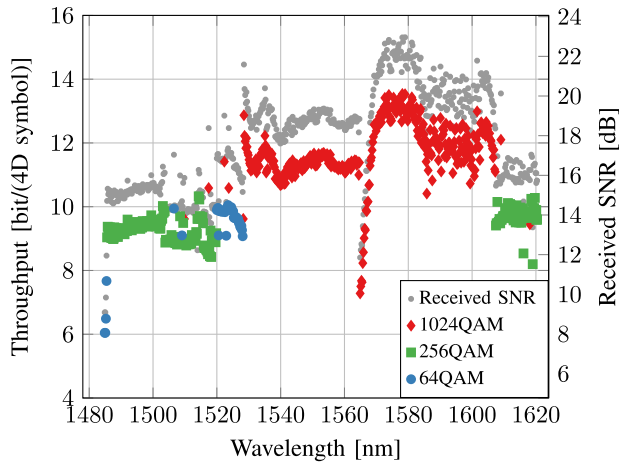 Throughput [bit/(4D symbol)]
16
14
12
10
8
6
4
24
22
20
18
16
14
12
10
8
6
Received SNR [dB]
Received SNR
1024QAM
256QAM
64QAM
1480 1500 1520 1540 1560 1580 1600 1620
Wavelength [nm]